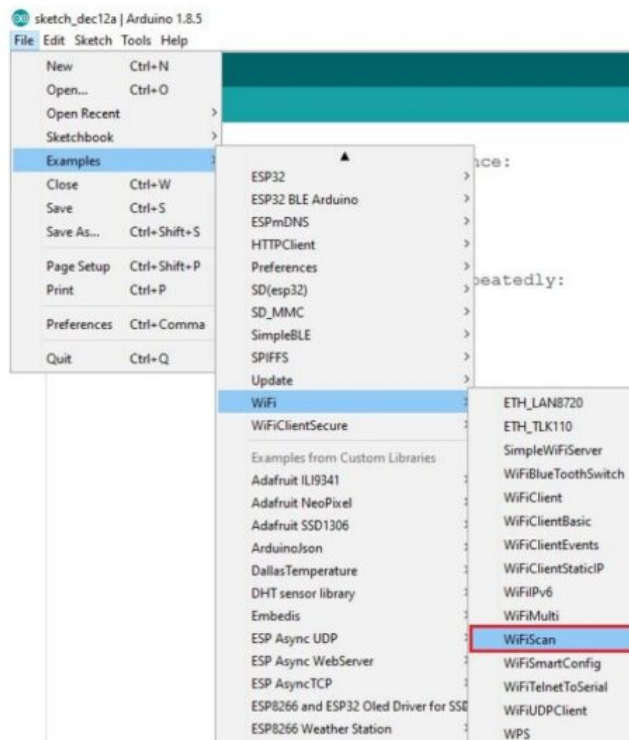 sketch_dec12a | Arduino 1.8.5
File Edit Sketch Tools Help
New Ctrl+N
Open... Ctrl+O
Open Recent
Sketchbook
Examples
Close Ctrl+W
Save Ctrl+S
Save As... Ctrl+Shift+S
Page Setup Ctrl+Shift+P
Print Ctrl+P
Preferences Ctrl+Comma
Quit Ctrl+Q
nce:
peatedly:
ESP32
ESP32 BLE Arduino
ESPmDNS
HTTPClient
Preferences
SD(esp32)
SD_MMC
SimpleBLE
SPIFFS
Update
WiFi
WiFiClientSecure
Examples from Custom Libraries
Adafruit ILI9341
Adafruit NeoPixel
Adafruit SSD1306
ArduinoJson
DallasTemperature
DHT sensor library
Embedis
ESP Async UDP
ESP Async WebServer
ESP AsyncTCP
ESP8266 and ESP32 Oled Driver for SSD
ESP8266 Weather Station
ETH_LAN8720
ETH_TLK110
SimpleWiFiServer
WiFiBlueToothSwitch
WiFiClient
WiFiClientBasic
WiFiClientEvents
WiFiClientStaticIP
WiFiIPv6
WiFiMulti
WiFiScan
WiFiSmartConfig
WiFiTelnetToSerial
WiFiUDPClient
WPS